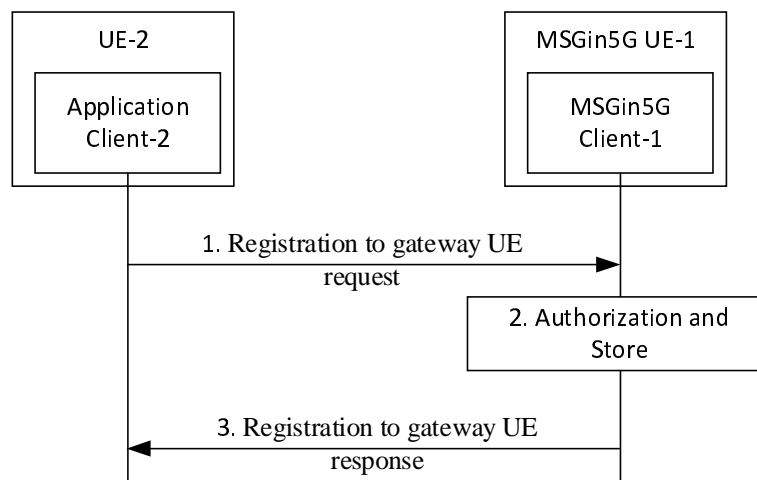 UE-2
MSGin5G UE-1
Application
Client-2
MSGin5G
Client-1
1. Registration to gateway UE
request
2. Authorization and
Store
3. Registration to gateway UE
response